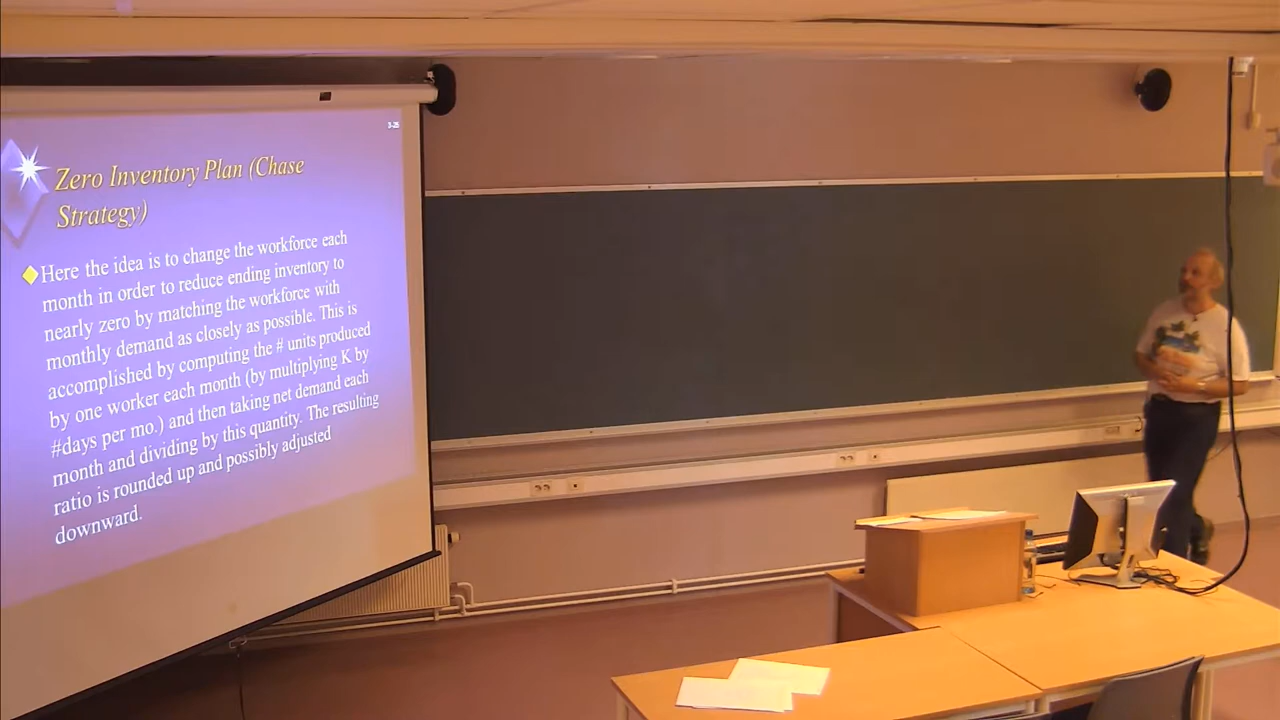 3-25
Zero Inventory Plan (Chase
Strategy)
Here the idea is to change the workforce each
month in order to reduce ending inventory to
nearly zero by matching the workforce with
monthly demand as closely as possible. This is
accomplished by computing the # units produced
by one worker each month (by multiplying K by
#days per mo.) and then taking net demand each
month and dividing by this quantity. The resulting
ratio is rounded up and possibly adjusted
downward.